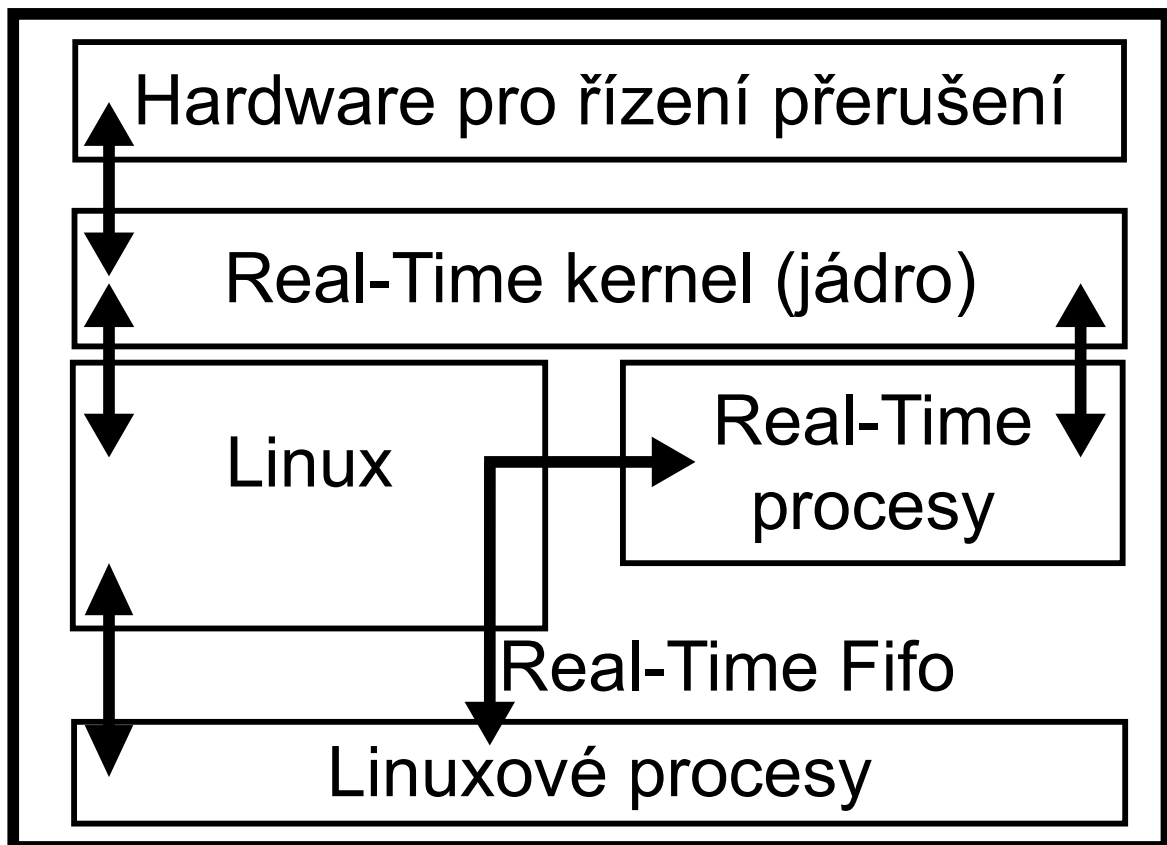 Hardware pro řízení přerušení
Real-Time kernel (jádro)
Linux
Real-Time
procesy
Real-Time Fifo
Linuxové procesy